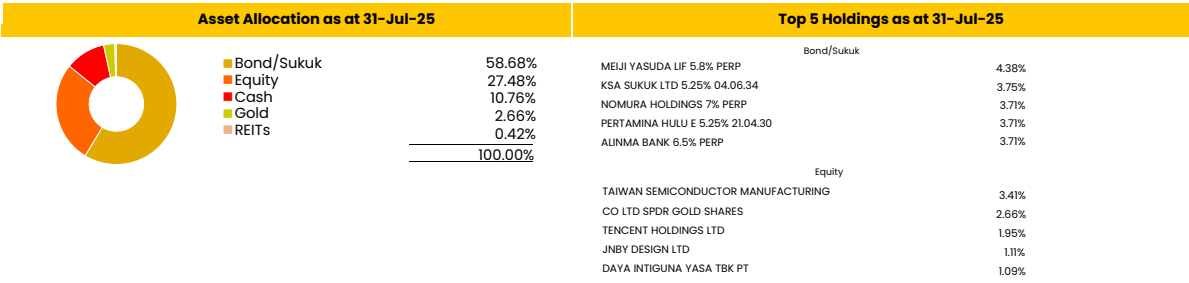 Asset Allocation as at 31-Jul-25
Bond/Sukuk 58.68%
Equity 27.48%
Cash 10.76%
Gold 2.66%
REITs 0.42%
100.00%
Top 5 Holdings as at 31-Jul-25
Bond/Sukuk
MEIJI YASUDA LIF 5.8% PERP 4.38%
KSA SUKUK LTD 5.25% 04.06.34 3.75%
NOMURA HOLDINGS 7% PERP 3.71%
PERTAMINA HULU E 5.25% 21.04.30 3.71%
ALINMA BANK 6.5% PERP 3.71%
Equity
TAIWAN SEMICONDUCTOR MANUFACTURING 3.41%
CO LTD SPDR GOLD SHARES 2.66%
TENCENT HOLDINGS LTD 1.95%
JNBY DESIGN LTD 1.11%
DAYA INTIGUNA YASA TBK PT 1.09%